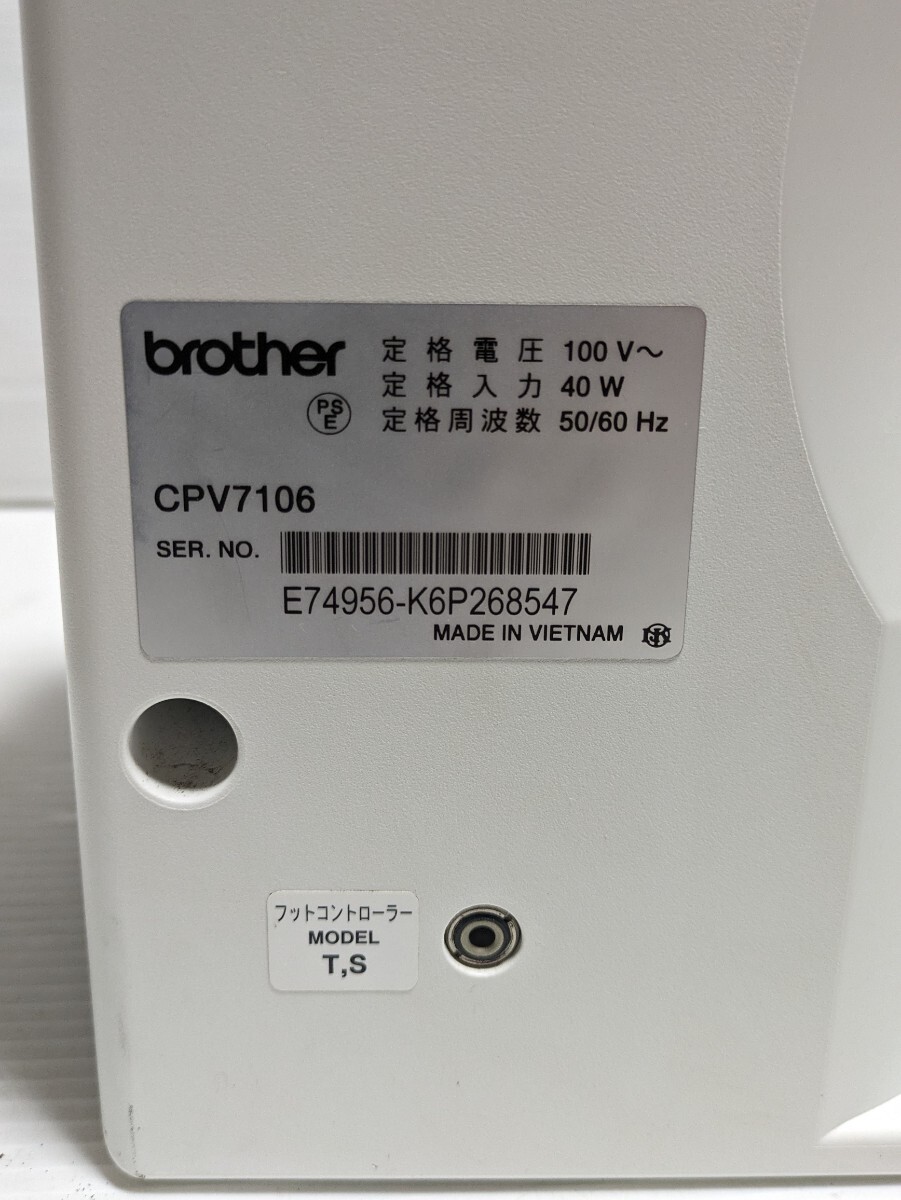 brother
定格電圧 100 V～
定格入力 40 W
PS
E
定格周波数 50/60 Hz
CPV7106
SER. NO.
E74956-K6P268547
MADE IN VIETNAM
フットコントローラー
MODEL
T,S